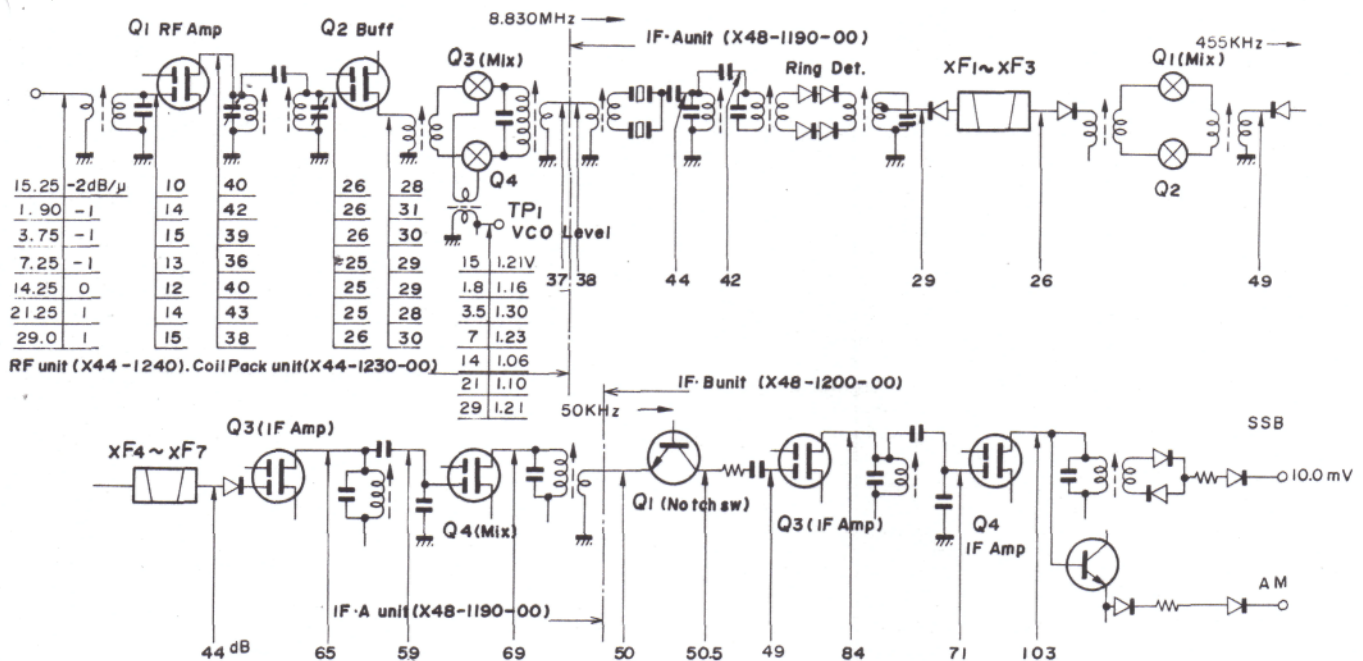 8.830MHz
Q1 RF Amp
Q2 Buff
IF·A unit (X48-1190-00)
Q3 (Mix)
Ring Det.
XF1~XF3
Q1(Mix)
455KHz
Q4
Q2
TP1
VCO Level
15.25 -2dB/μ 10 40 26 28
1.90 -1 14 42 26 31
3.75 -1 15 39 26 30
7.25 -1 13 36 25 29
14.25 0 12 40 25 29
21.25 1 14 43 25 28
29.0 1 15 38 26 30
15 1.21V
1.8 1.16
3.5 1.30
7 1.23
14 1.06
21 1.10
29 1.21
37 38 44 42 29 26 49
RF unit (X44-1240). Coil Pack unit(X44-1230-00)
IF·B unit (X48-1200-00)
50KHz
XF4~XF7
Q3(IF Amp)
Q4(Mix)
Q1(Notch sw)
Q3(IF Amp)
Q4
IF Amp
SSB
10.0 mV
AM
IF·A unit (X48-1190-00)
44 dB 65 59 69 50 50.5 49 84 71 103